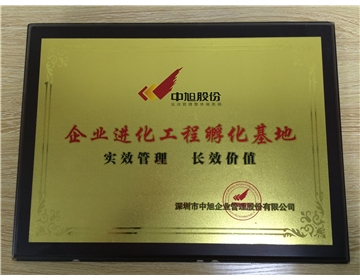 中旭股份
企业进化工程孵化基地
实效管理 长效价值
深圳市中旭企业管理股份有限公司